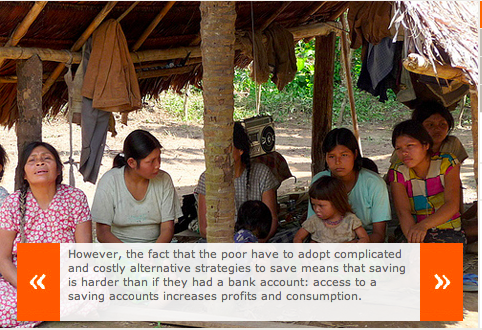 However, the fact that the poor have to adopt complicated
and costly alternative strategies to save means that saving
is harder than if they had a bank account: access to a
saving accounts increases profits and consumption.